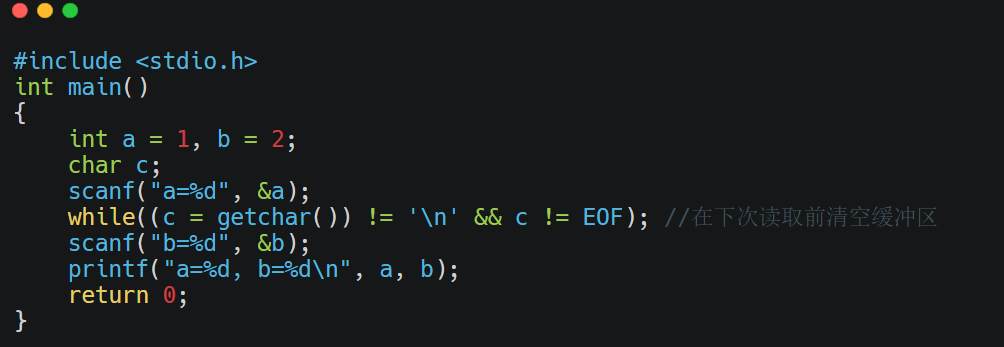 #include <stdio.h>
int main()
{
    int a = 1, b = 2;
    char c;
    scanf("a=%d", &a);
    while((c = getchar()) != '\n' && c != EOF); //在下次读取前清空缓冲区
    scanf("b=%d", &b);
    printf("a=%d, b=%d\n", a, b);
    return 0;
}